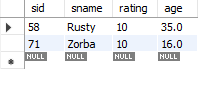 sid sname rating age
58 Rusty 10 35.0
71 Zorba 10 16.0
NULL NULL NULL NULL